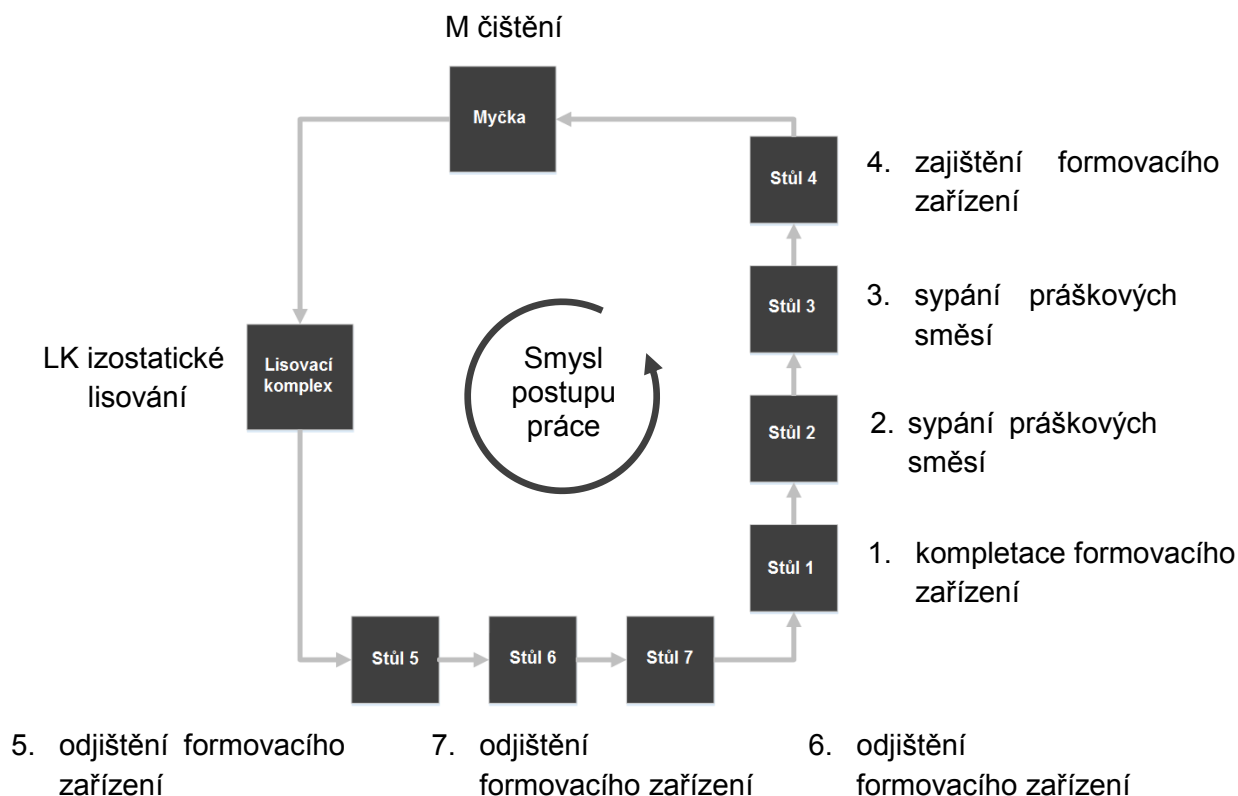 M čištění
Myčka
Stůl 4
4. zajištění formovacího
zařízení
Stůl 3
3. sypání práškových
směsí
LK izostatické
lisování
Lisovací
komplex
Smysl
postupu
práce
Stůl 2
2. sypání práškových
směsí
Stůl 1
1. kompletace formovacího
zařízení
Stůl 5
Stůl 6
Stůl 7
5. odjištění formovacího
zařízení
7. odjištění
formovacího zařízení
6. odjištění
formovacího zařízení